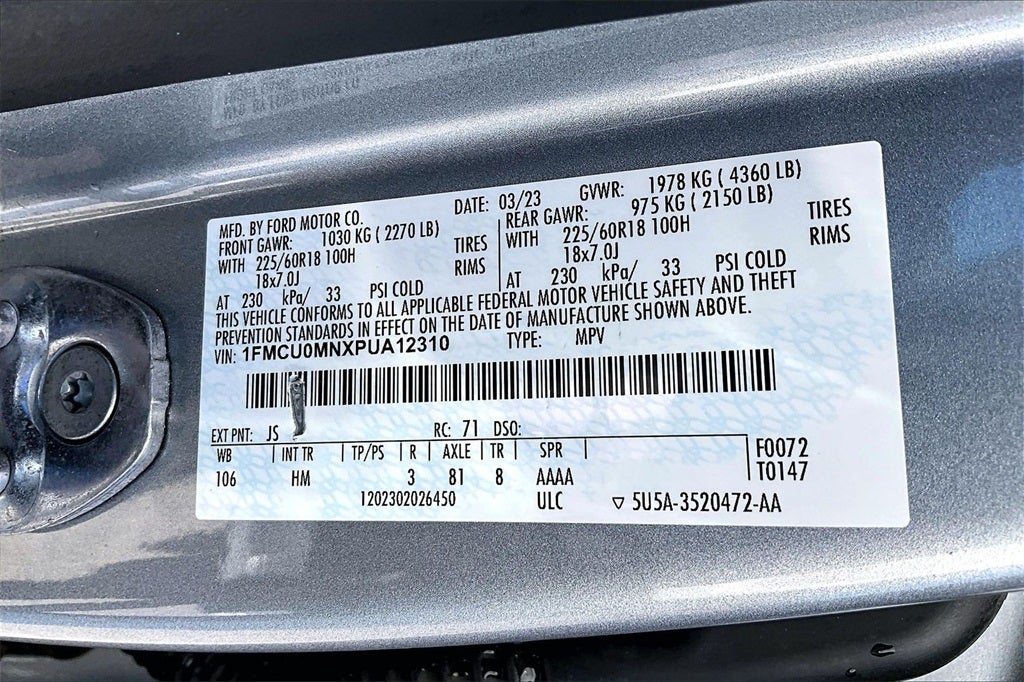 MFD. BY FORD MOTOR CO. DATE: 03/23 GVWR: 1978 KG ( 4360 LB)
FRONT GAWR: 1030 KG ( 2270 LB) REAR GAWR: 975 KG ( 2150 LB)
WITH 225/60R18 100H TIRES WITH 225/60R18 100H TIRES
18x7.0J RIMS 18x7.0J RIMS
AT 230 kPa/ 33 PSI COLD AT 230 kPa/ 33 PSI COLD
THIS VEHICLE CONFORMS TO ALL APPLICABLE FEDERAL MOTOR VEHICLE SAFETY AND THEFT
PREVENTION STANDARDS IN EFFECT ON THE DATE OF MANUFACTURE SHOWN ABOVE.
VIN: 1FMCU0MNXPUA12310 TYPE: MPV
EXT PNT: JS RC: 71 DSO:
WB | INT TR | TP/PS | R | AXLE | TR | SPR F0072
106 HM 3 81 8 AAAA T0147
1202302026450 ULC ▽ 5U5A-3520472-AA